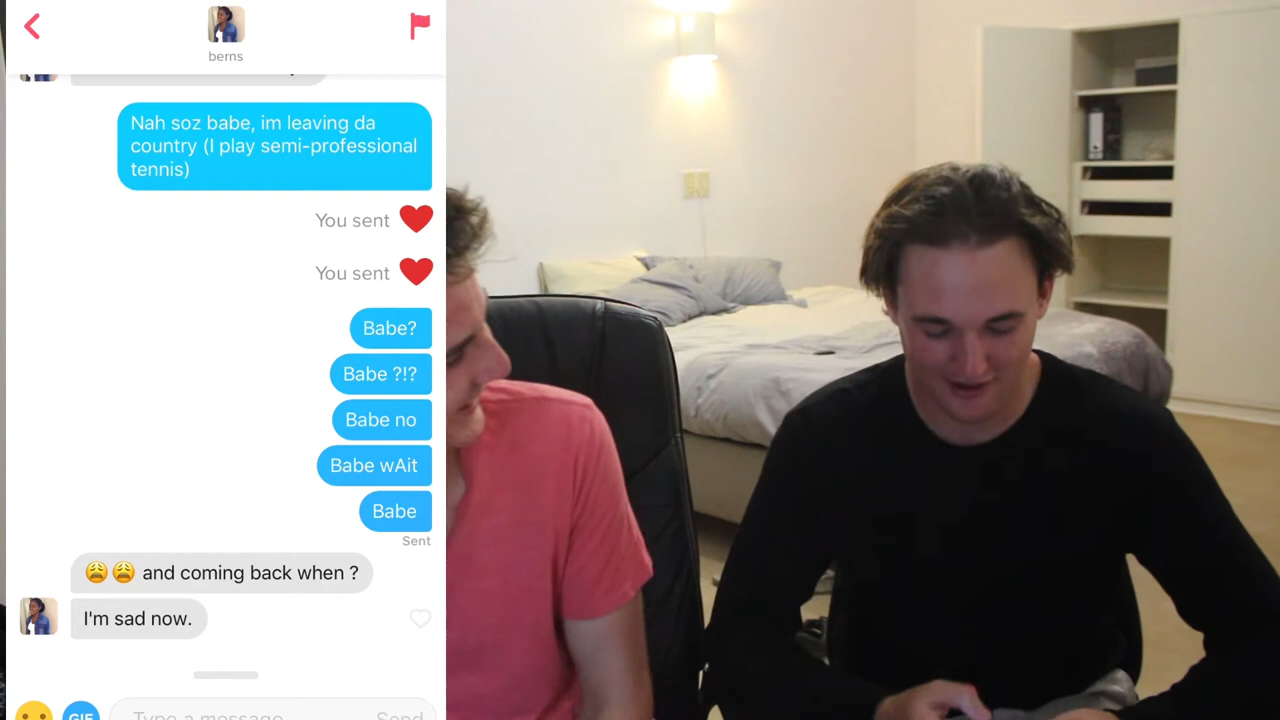 berns
Nah soz babe, im leaving da
country (I play semi-professional
tennis)
You sent ❤️
You sent ❤️
Babe?
Babe ?!?
Babe no
Babe wAit
Babe
Sent
😩😩 and coming back when ?
I'm sad now.
GIF
Type a message
Send